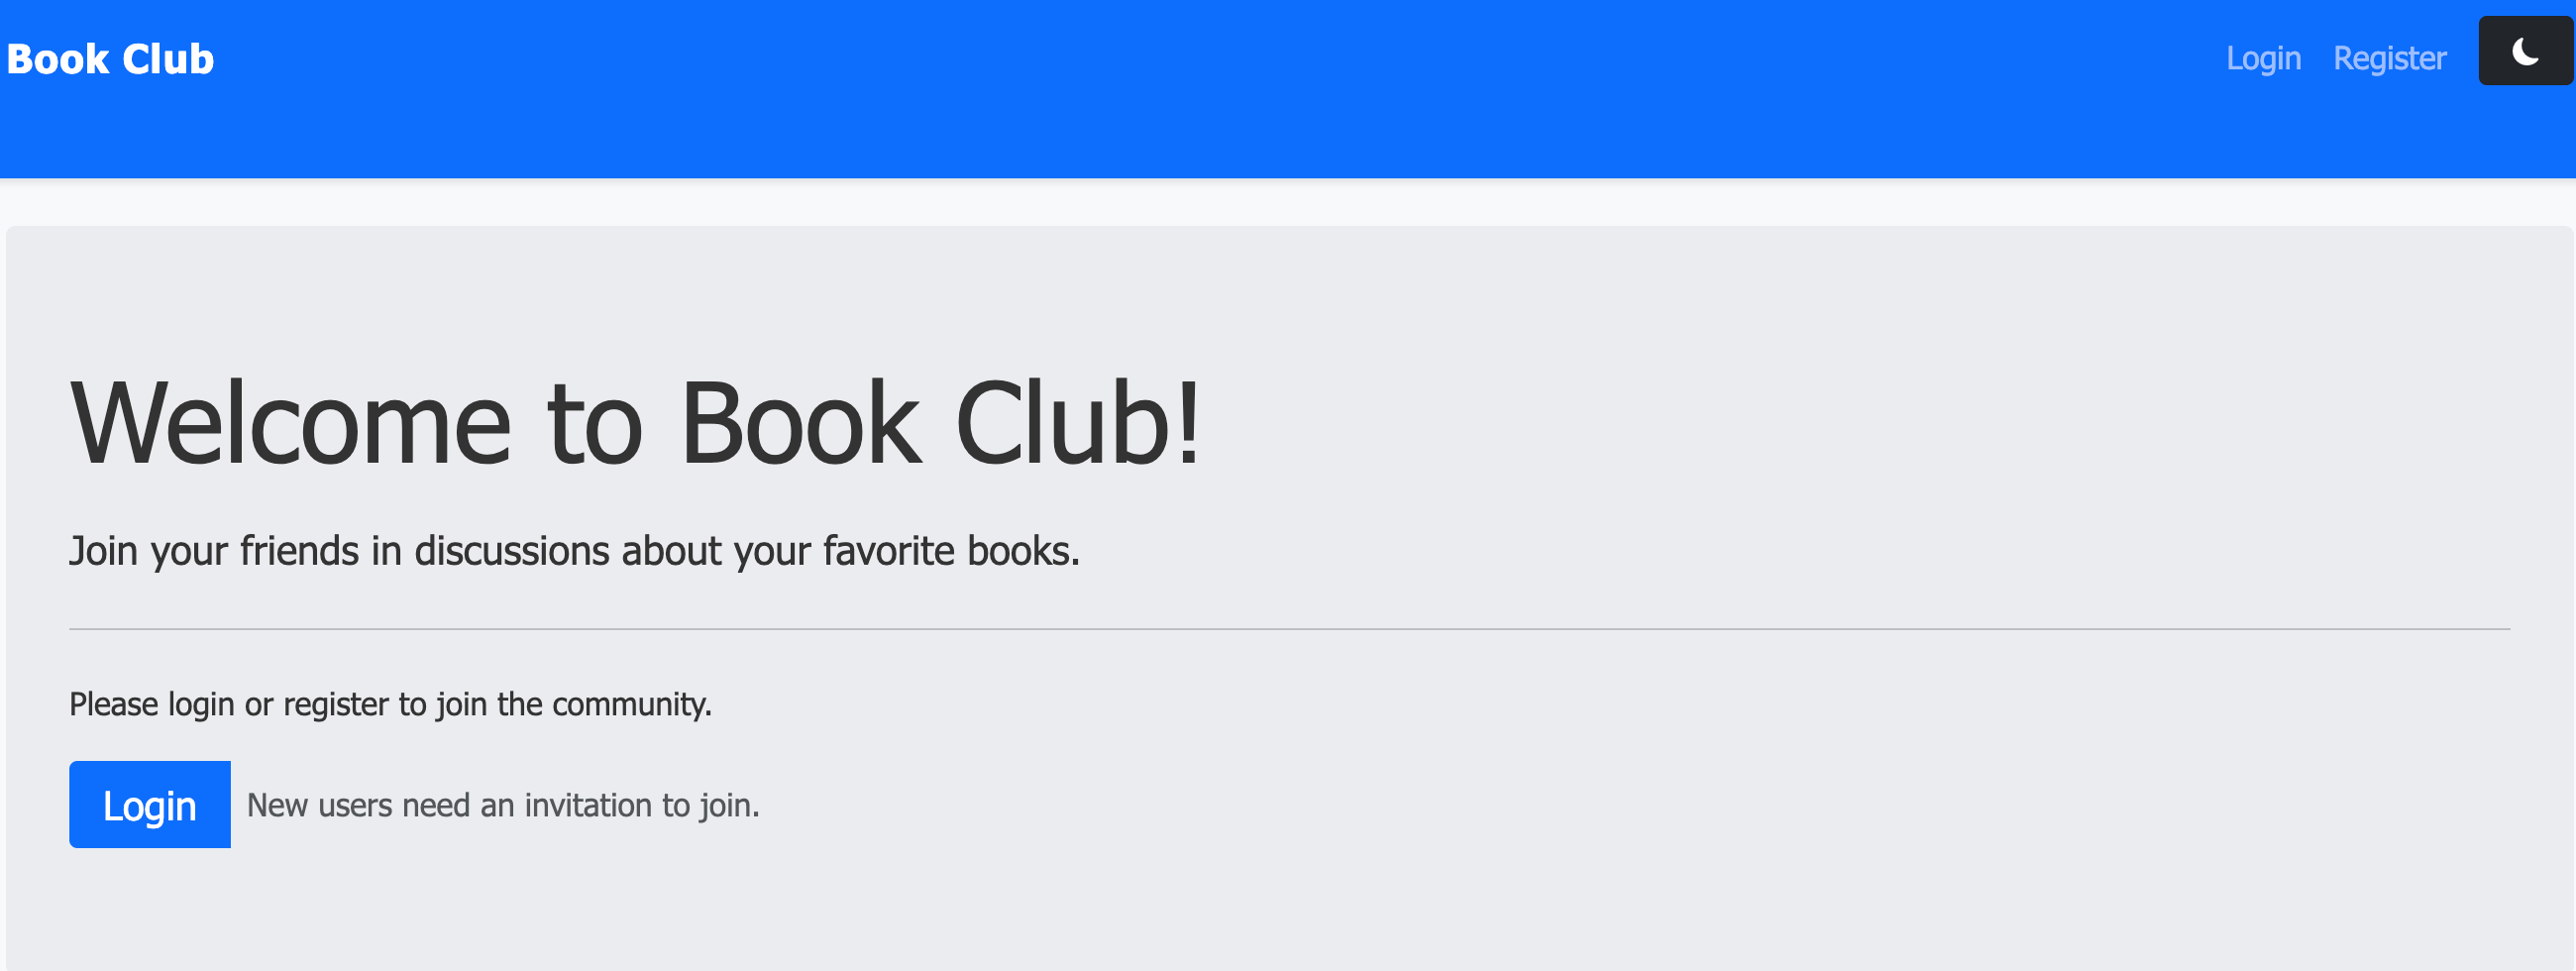 Book Club
Login Register
Welcome to Book Club!
Join your friends in discussions about your favorite books.
Please login or register to join the community.
Login New users need an invitation to join.